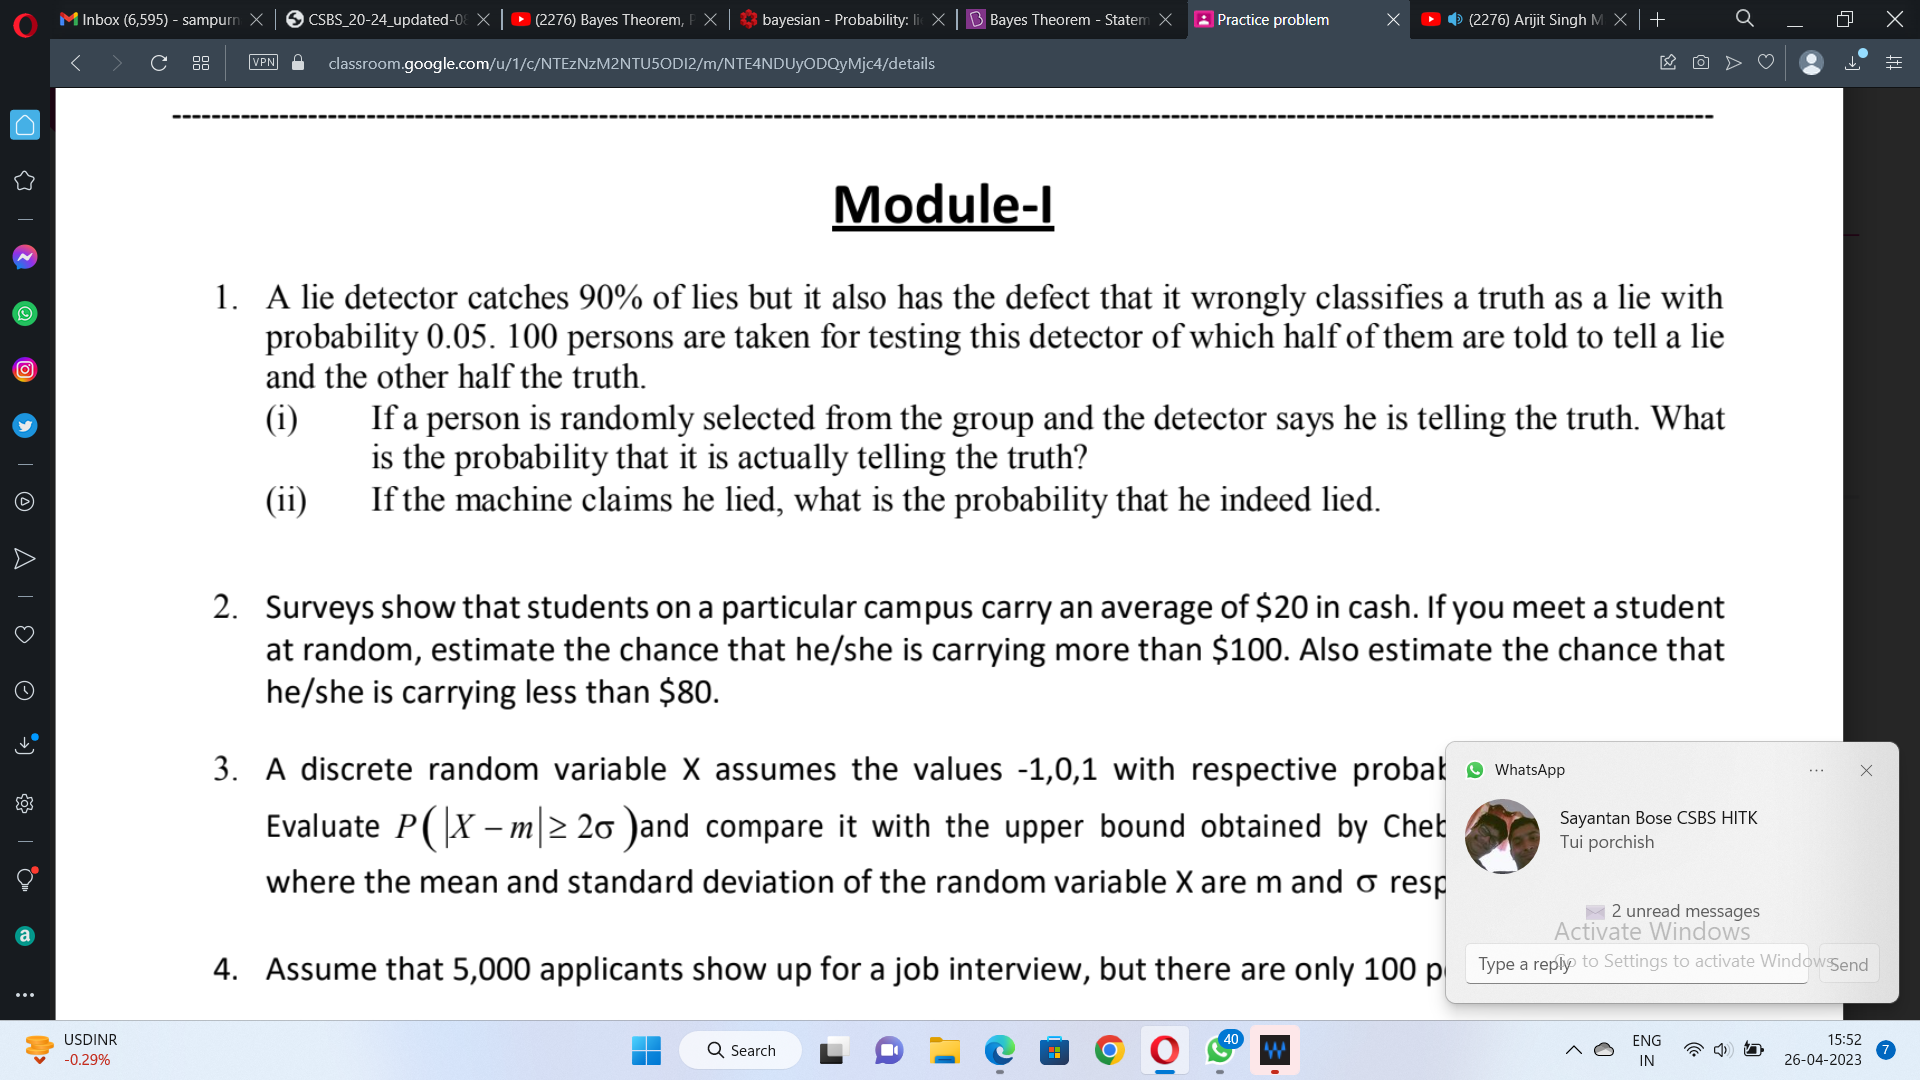 Inbox (6,595) - sampurn
CSBS_20-24_updated-0
(2276) Bayes Theorem,
bayesian - Probability: li
Bayes Theorem - Statem
Practice problem
(2276) Arijit Singh M
VPN
classroom.google.com/u/1/c/NTEzNzM2NTU5ODI2/m/NTE4NDUyODQyMjc4/details
Module-I
1. A lie detector catches 90% of lies but it also has the defect that it wrongly classifies a truth as a lie with
probability 0.05. 100 persons are taken for testing this detector of which half of them are told to tell a lie
and the other half the truth.
(i) If a person is randomly selected from the group and the detector says he is telling the truth. What
is the probability that it is actually telling the truth?
(ii) If the machine claims he lied, what is the probability that he indeed lied.
2. Surveys show that students on a particular campus carry an average of $20 in cash. If you meet a student
at random, estimate the chance that he/she is carrying more than $100. Also estimate the chance that
he/she is carrying less than $80.
3. A discrete random variable X assumes the values -1,0,1 with respective probab
Evaluate P(|X – m| ≥ 2σ) and compare it with the upper bound obtained by Cheb
where the mean and standard deviation of the random variable X are m and σ resp
4. Assume that 5,000 applicants show up for a job interview, but there are only 100 p
WhatsApp
Sayantan Bose CSBS HITK
Tui porchish
2 unread messages
Activate Windows
Go to Settings to activate Windows.
Type a reply
Send
USDINR
-0.29%
Search
40
ENG
IN
15:52
26-04-2023
7